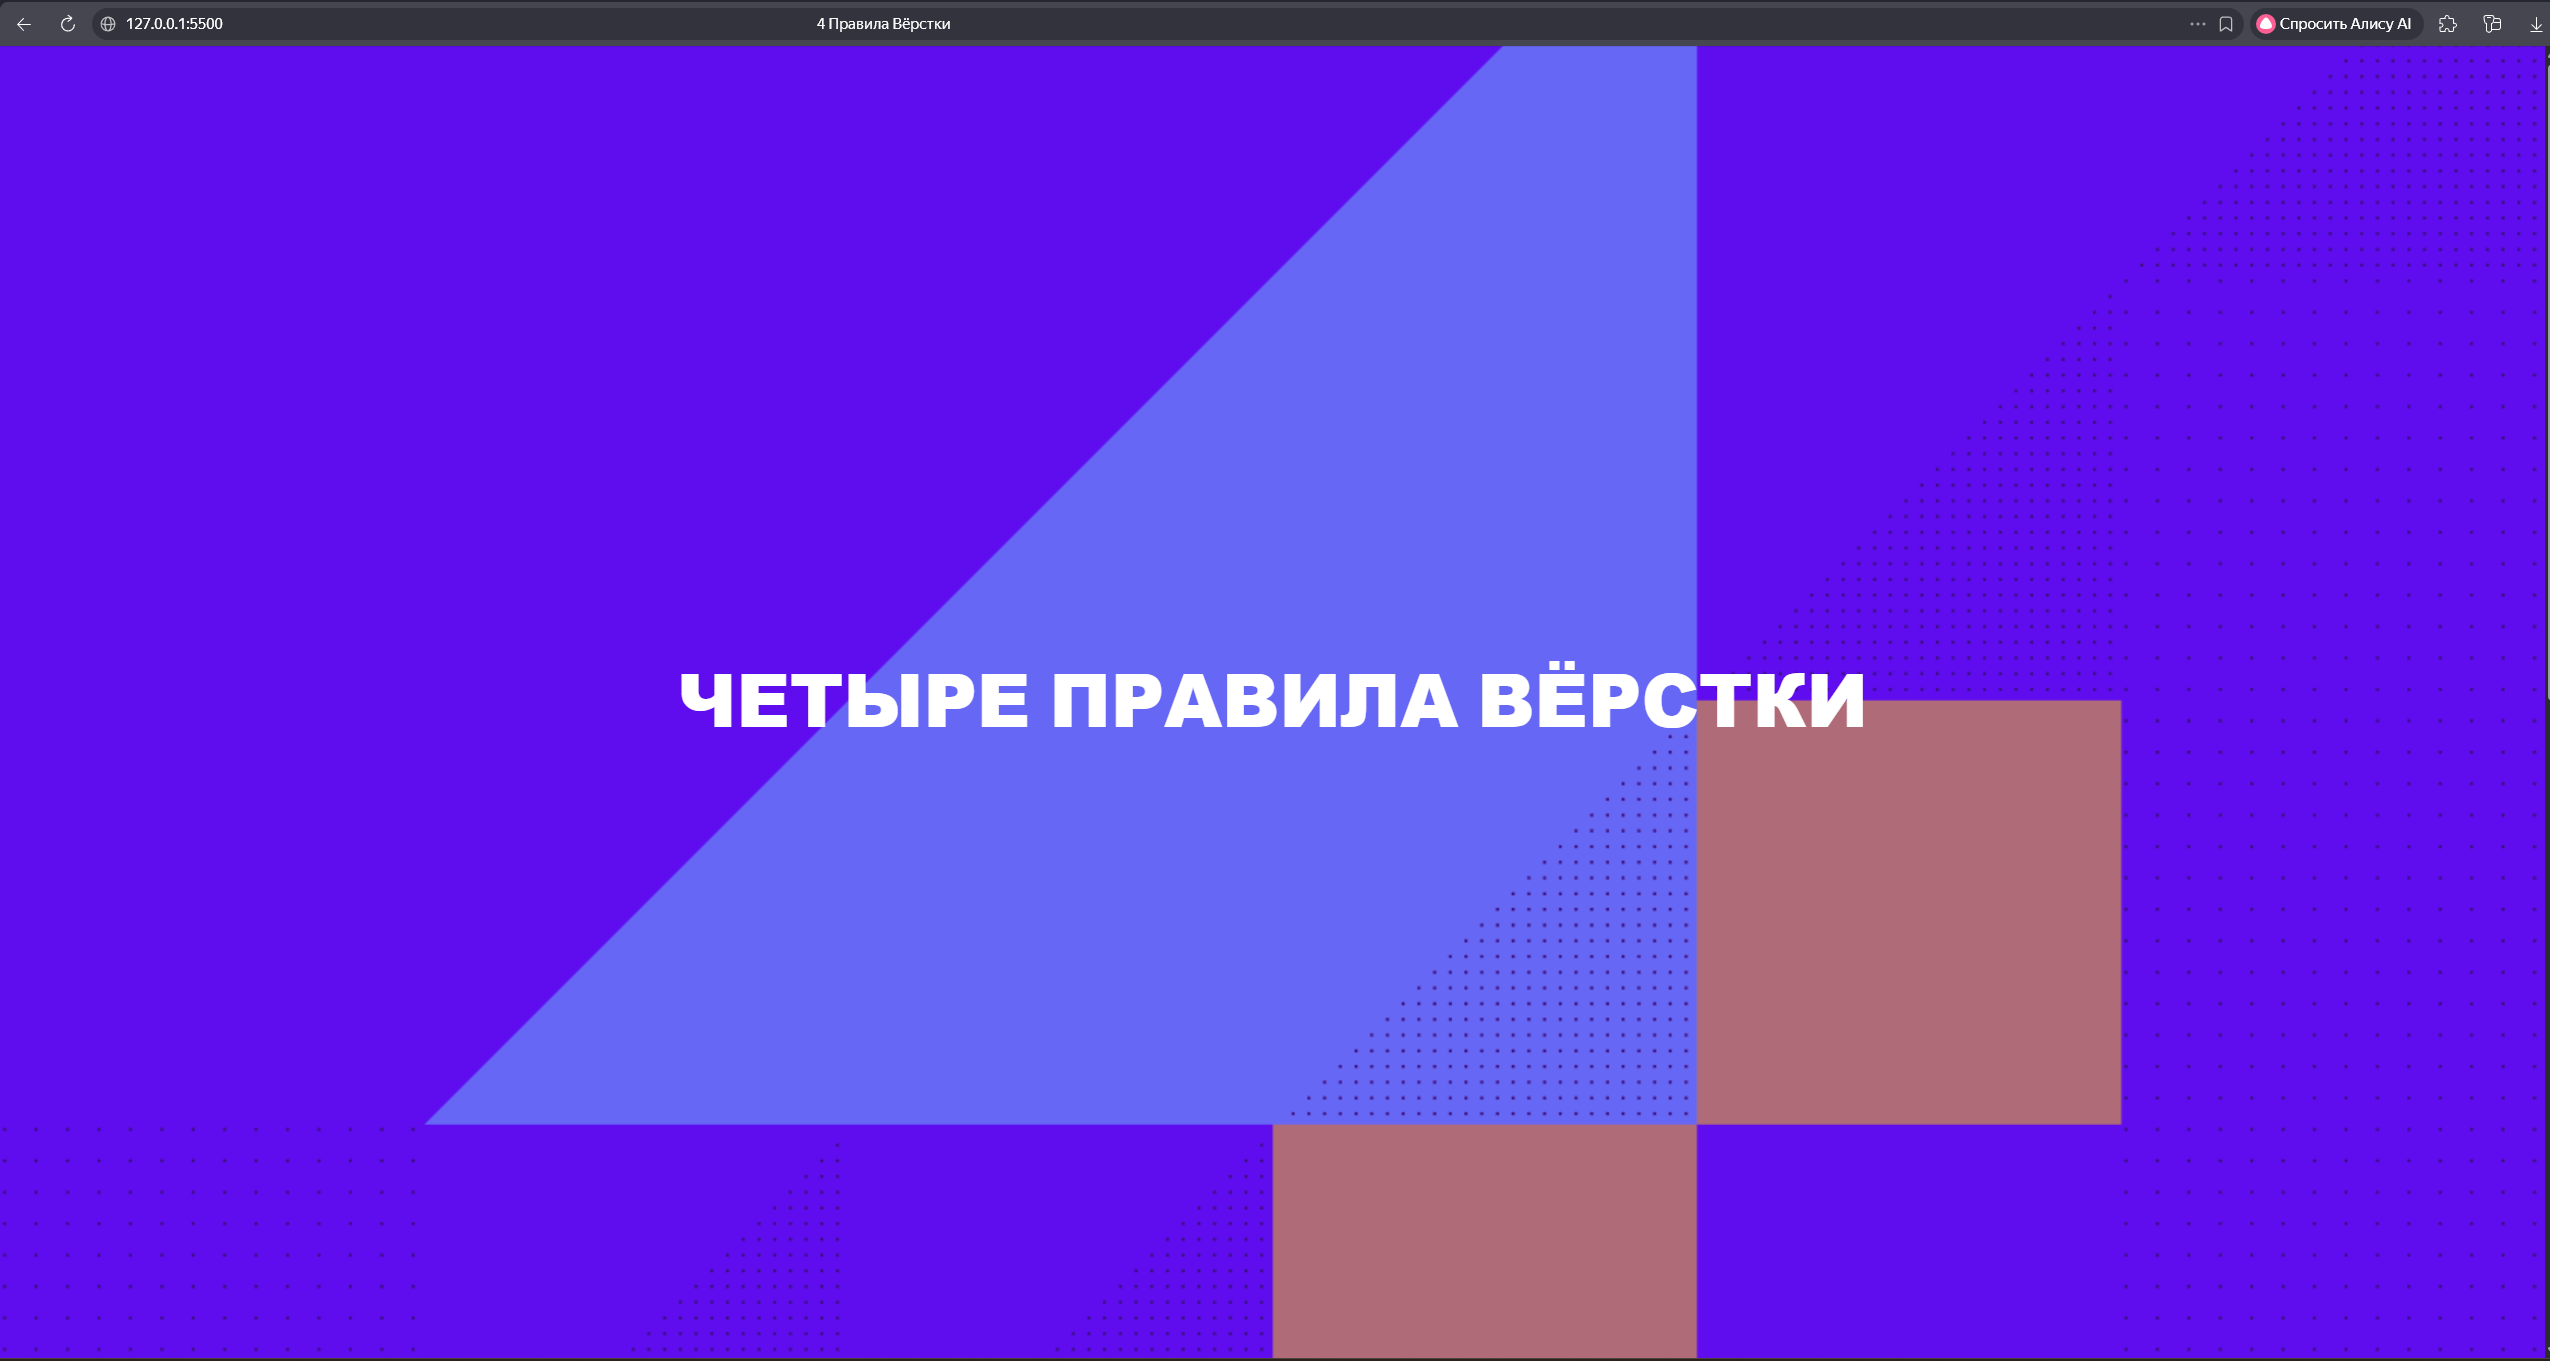 127.0.0.1:5500
4 Правила Вёрстки
Спросить Алису AI
ЧЕТЫРЕ ПРАВИЛА ВЁРСТКИ